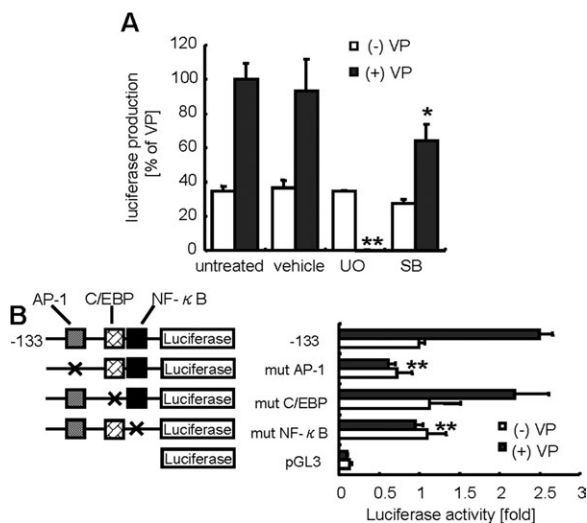 A
luciferase production
[% of VP]
120
100
80
60
40
20
0
(-) VP
(+) VP
*
**
untreated vehicle UO SB
B
AP-1 C/EBP NF-κB
-133 Luciferase
Luciferase
Luciferase
Luciferase
Luciferase
-133
mut AP-1 **
mut C/EBP
mut NF-κB **
pGL3
(-) VP
(+) VP
0 0.5 1 1.5 2 2.5 3
Luciferase activity [fold]